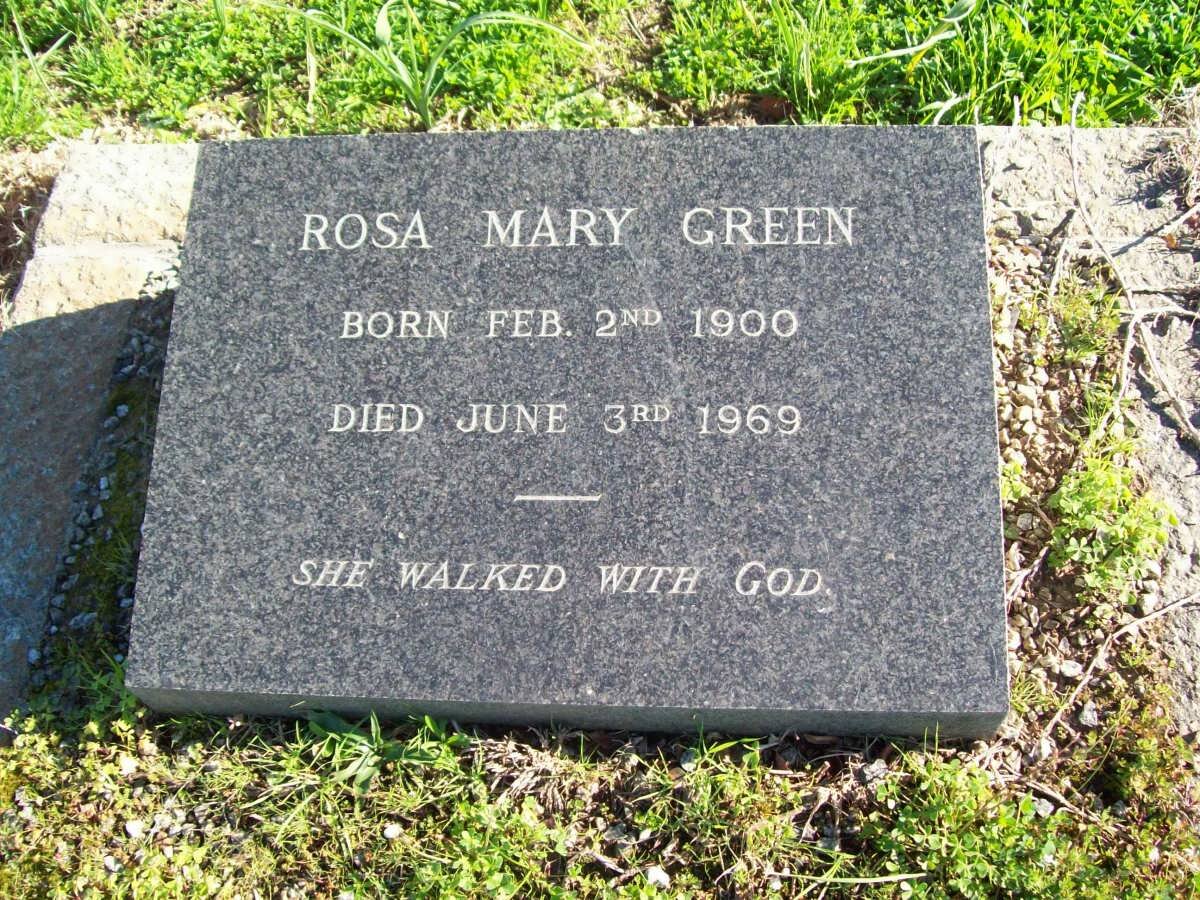 ROSA MARY GREEN
BORN FEB. 2ND 1900
DIED JUNE 3RD 1969
SHE WALKED WITH GOD.